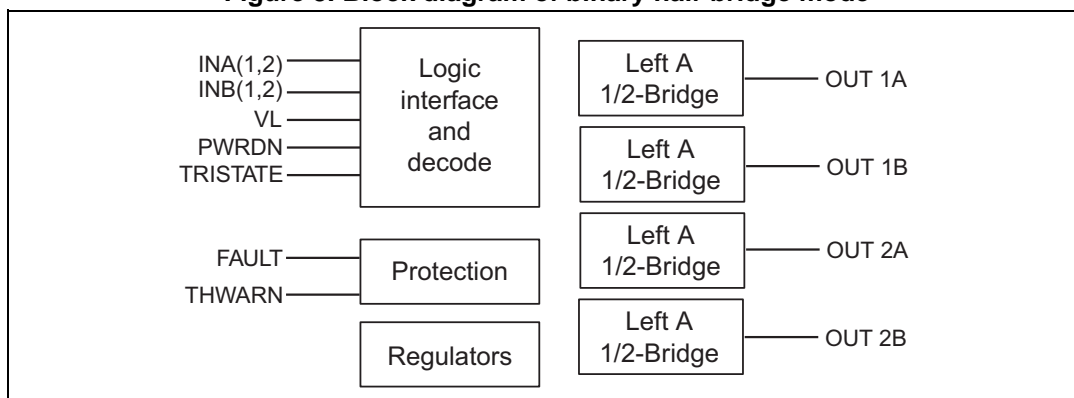 Figure 3. Block diagram of binary half-bridge mode
INA(1,2)
INB(1,2)
VL
PWRDN
TRISTATE
Logic
interface
and
decode
FAULT
THWARN
Protection
Regulators
Left A
1/2-Bridge
OUT 1A
Left A
1/2-Bridge
OUT 1B
Left A
1/2-Bridge
OUT 2A
Left A
1/2-Bridge
OUT 2B